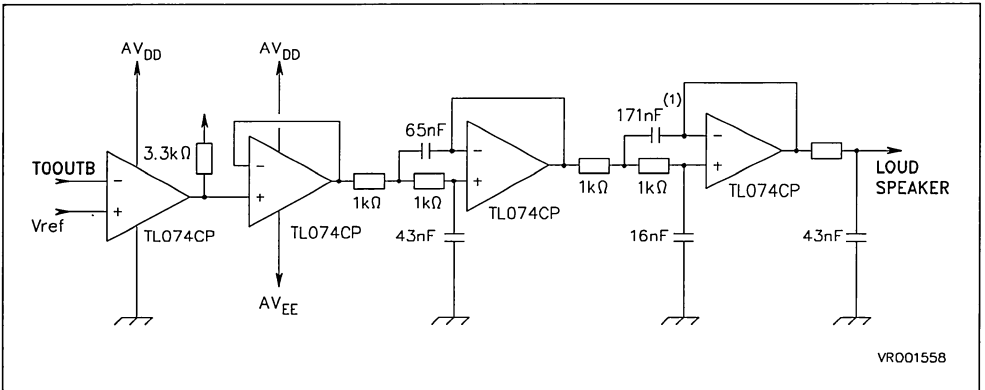 AVDD
AVDD
3.3kΩ
T0OUTB
Vref
-
+
TL074CP
-
+
TL074CP
AVEE
1kΩ
1kΩ
65nF
43nF
-
+
TL074CP
1kΩ
1kΩ
171nF(1)
16nF
-
+
TL074CP
43nF
LOUD
SPEAKER
VR001558